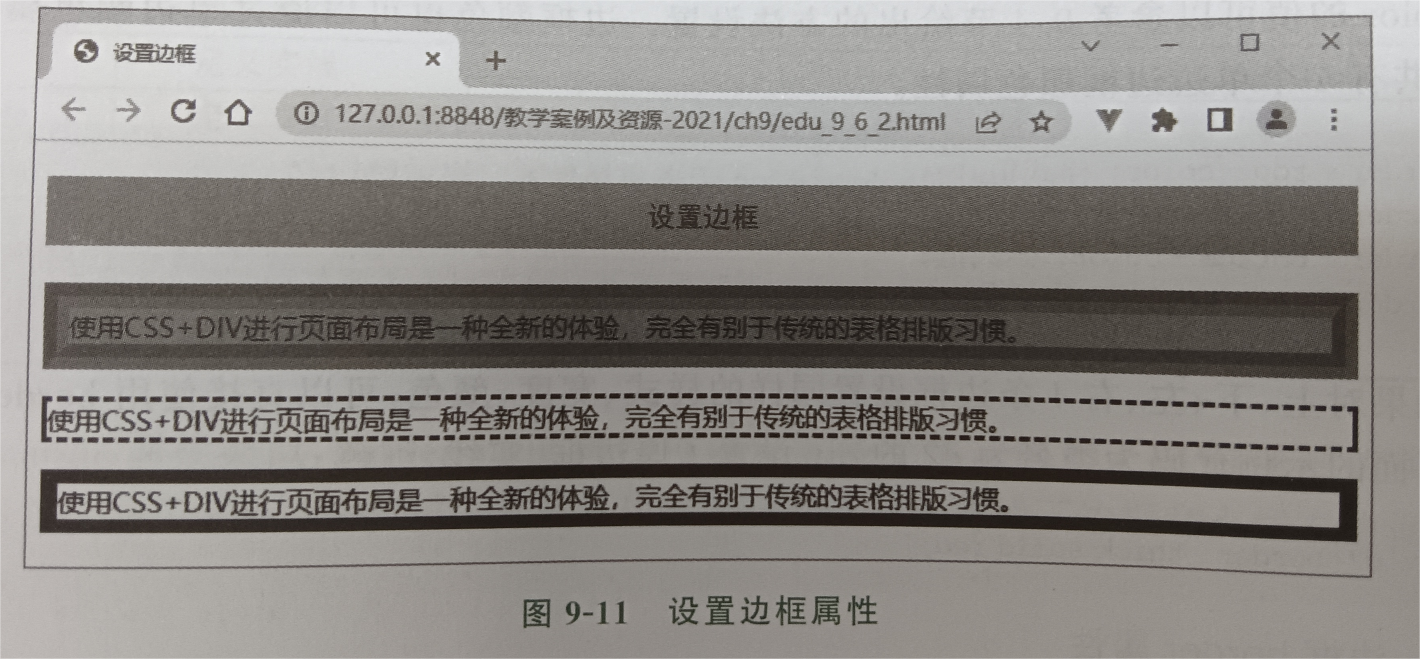 设置边框
127.0.0.1:8848/教学案例及资源-2021/ch9/edu_9_6_2.html
设置边框
使用CSS+DIV进行页面布局是一种全新的体验，完全有别于传统的表格排版习惯。
使用CSS+DIV进行页面布局是一种全新的体验，完全有别于传统的表格排版习惯。
使用CSS+DIV进行页面布局是一种全新的体验，完全有别于传统的表格排版习惯。
图 9-11 设置边框属性